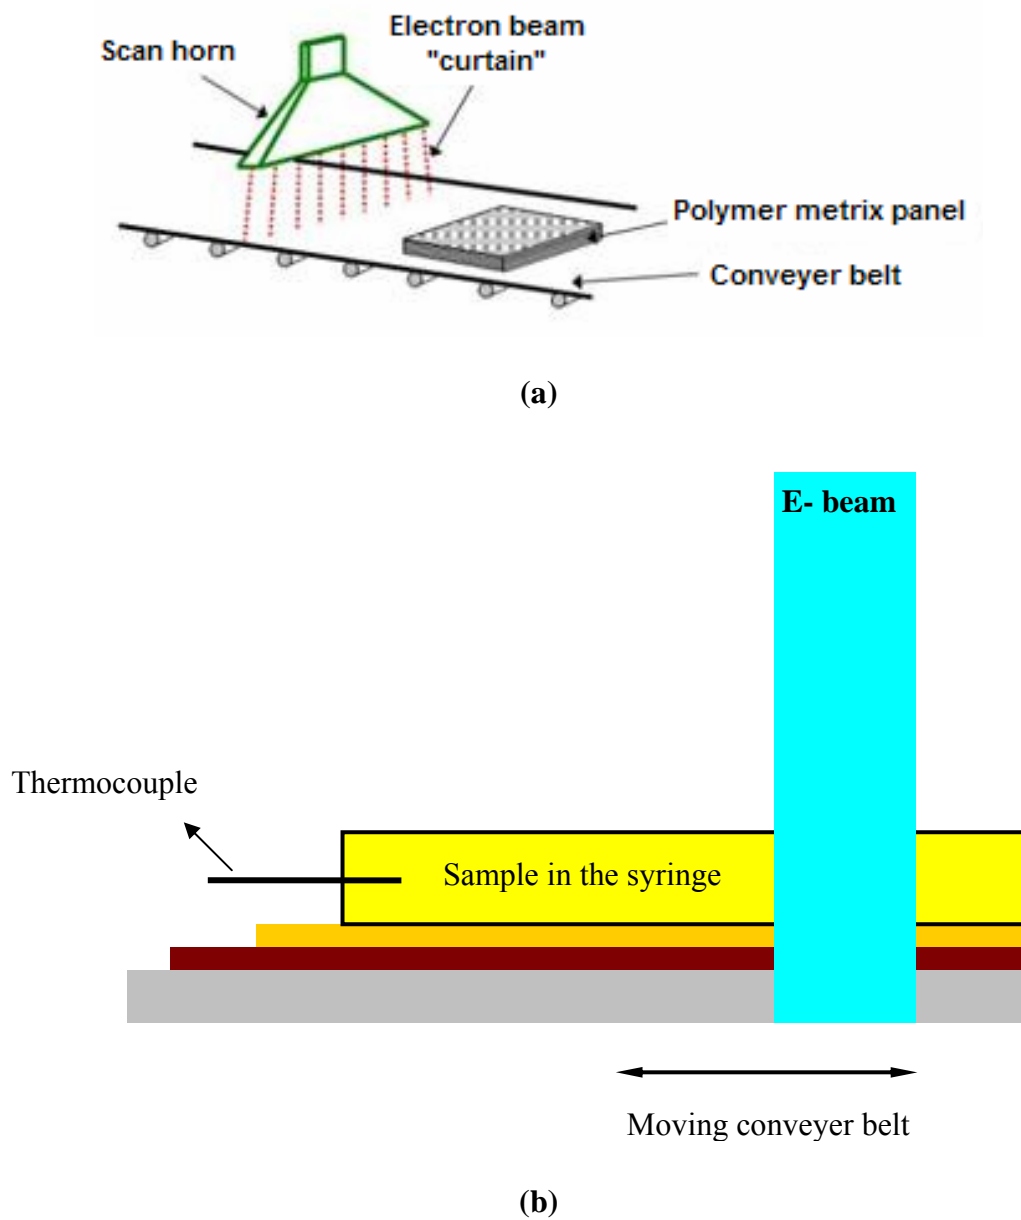 Scan horn
Electron beam
"curtain"
Polymer metrix panel
Conveyer belt
(a)
E- beam
Thermocouple
Sample in the syringe
Moving conveyer belt
(b)